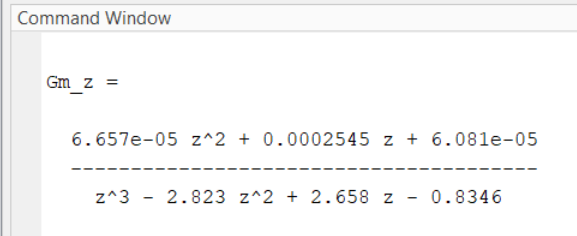 Command Window
Gm_z =
6.657e-05 z^2 + 0.0002545 z + 6.081e-05
---------------------------------------
z^3 - 2.823 z^2 + 2.658 z - 0.8346